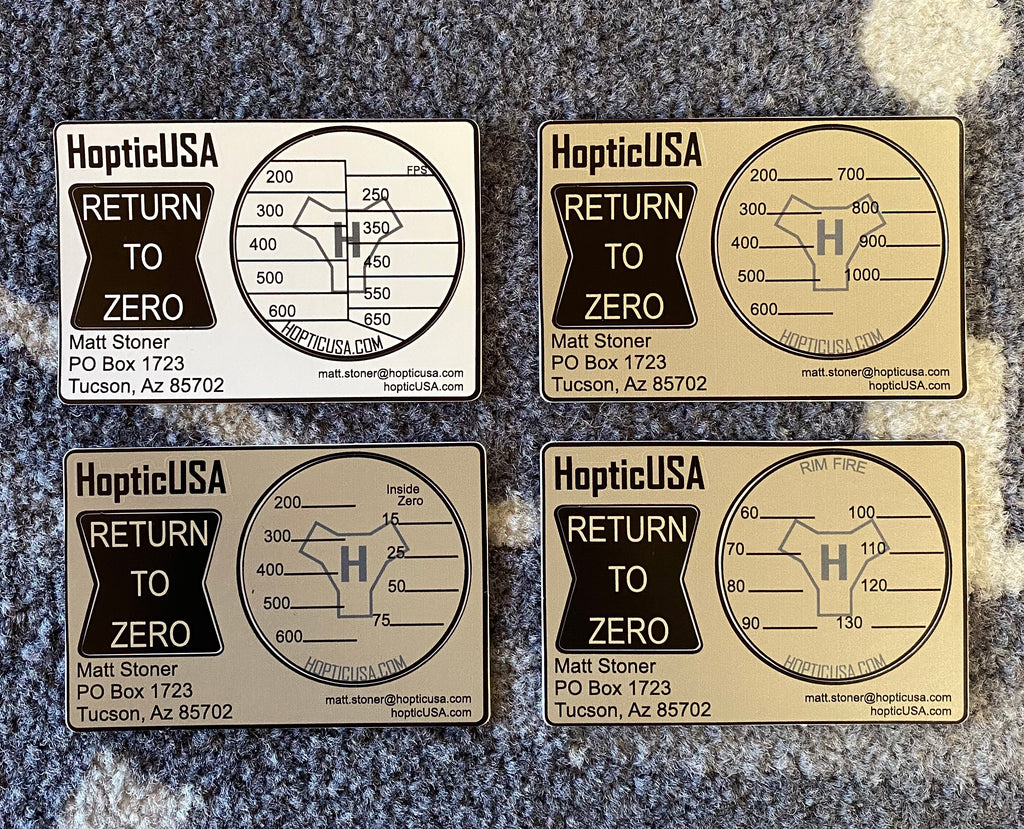 HopticUSA
RETURN
TO
ZERO
Matt Stoner
PO Box 1723
Tucson, Az 85702
FPS
200
250
300
350
400
450
500
550
600
650
H
HOPTICUSA.COM
matt.stoner@hopticusa.com
hopticUSA.com
HopticUSA
RETURN
TO
ZERO
Matt Stoner
PO Box 1723
Tucson, Az 85702
200 700
300 800
400 900
500 1000
600
H
HOPTICUSA.COM
matt.stoner@hopticusa.com
hopticUSA.com
HopticUSA
RETURN
TO
ZERO
Matt Stoner
PO Box 1723
Tucson, Az 85702
Inside
Zero
200
15
300
25
400
50
500
75
600
H
HOPTICUSA.COM
matt.stoner@hopticusa.com
hopticUSA.com
HopticUSA
RETURN
TO
ZERO
Matt Stoner
PO Box 1723
Tucson, Az 85702
RIM FIRE
60 100
70 110
80 120
90 130
H
HOPTICUSA.COM
matt.stoner@hopticusa.com
hopticUSA.com